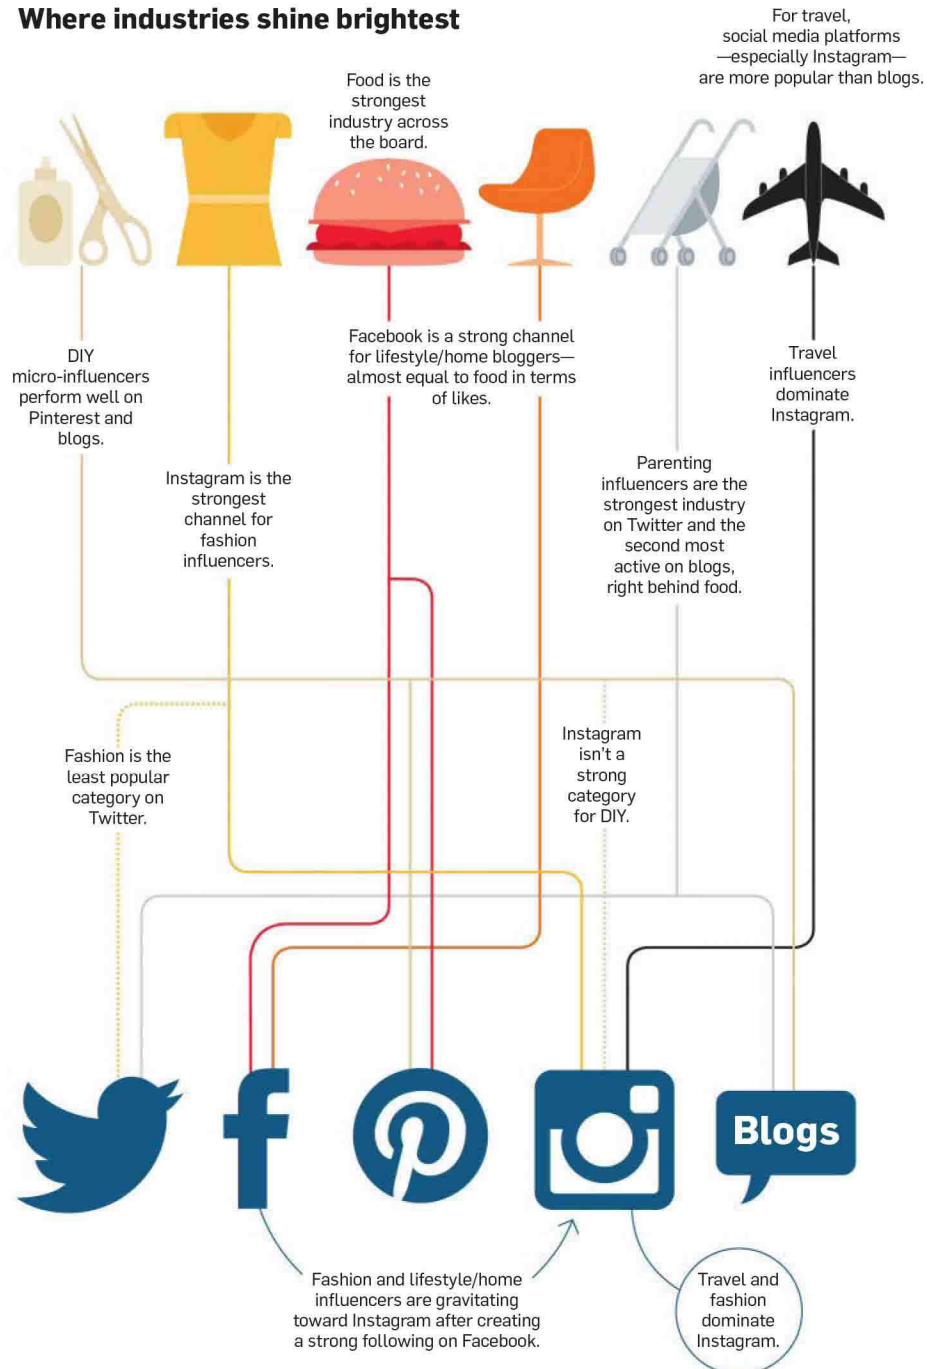 Where industries shine brightest
For travel,
social media platforms
—especially Instagram—
are more popular than blogs.
Food is the
strongest
industry across
the board.
Facebook is a strong channel
for lifestyle/home bloggers—
almost equal to food in terms
of likes.
DIY
micro-influencers
perform well on
Pinterest and
blogs.
Travel
influencers
dominate
Instagram.
Instagram is the
strongest
channel for
fashion
influencers.
Parenting
influencers are the
strongest industry
on Twitter and the
second most
active on blogs,
right behind food.
Fashion is the
least popular
category on
Twitter.
Instagram
isn't a
strong
category
for DIY.
Blogs
Fashion and lifestyle/home
influencers are gravitating
toward Instagram after creating
a strong following on Facebook.
Travel and
fashion
dominate
Instagram.